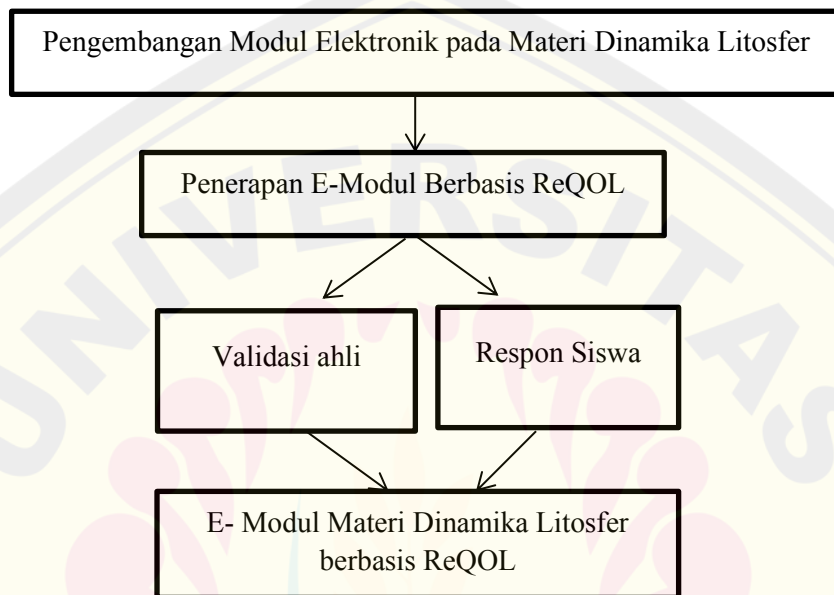 Pengembangan Modul Elektronik pada Materi Dinamika Litosfer
Penerapan E-Modul Berbasis ReQOL
Validasi ahli
Respon Siswa
E- Modul Materi Dinamika Litosfer
berbasis ReQOL
UNIVERSITAS